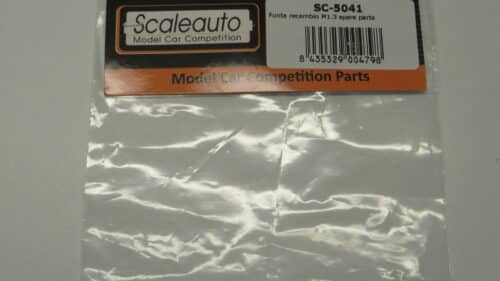 Scaleauto
Model Car Competition
SC-5041
Punta recambio M1.3 spare parts
8 435329 004798
Model Car Competition Parts